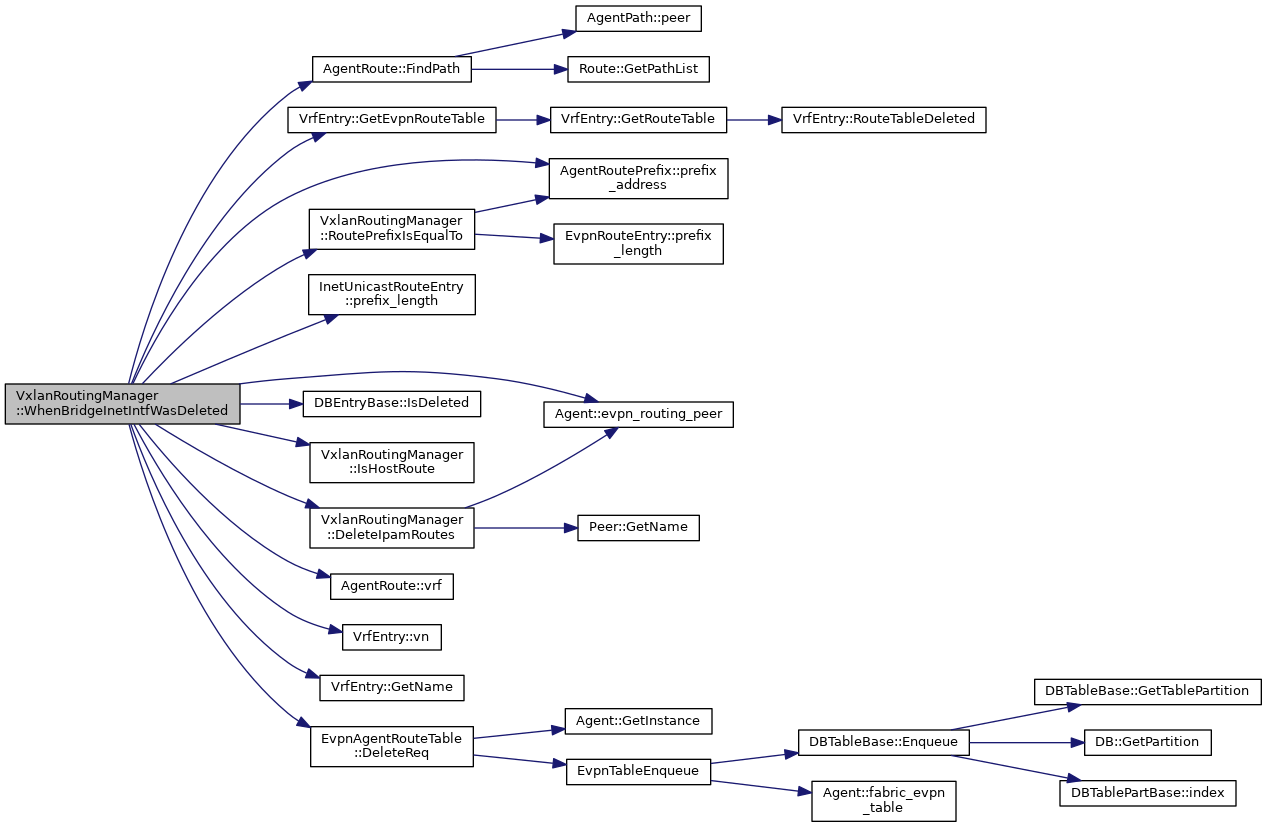 AgentPath::peer
AgentRoute::FindPath
Route::GetPathList
VrfEntry::GetEvpnRouteTable
VrfEntry::GetRouteTable
VrfEntry::RouteTableDeleted
AgentRoutePrefix::prefix
_address
VxlanRoutingManager
::RoutePrefixIsEqualTo
EvpnRouteEntry::prefix
_length
InetUnicastRouteEntry
::prefix_length
VxlanRoutingManager
::WhenBridgeInetIntfWasDeleted
DBEntryBase::IsDeleted
Agent::evpn_routing_peer
VxlanRoutingManager
::IsHostRoute
VxlanRoutingManager
::DeleteIpamRoutes
Peer::GetName
AgentRoute::vrf
VrfEntry::vn
VrfEntry::GetName
EvpnAgentRouteTable
::DeleteReq
Agent::GetInstance
EvpnTableEnqueue
DBTableBase::Enqueue
Agent::fabric_evpn
_table
DBTableBase::GetTablePartition
DB::GetPartition
DBTablePartBase::index